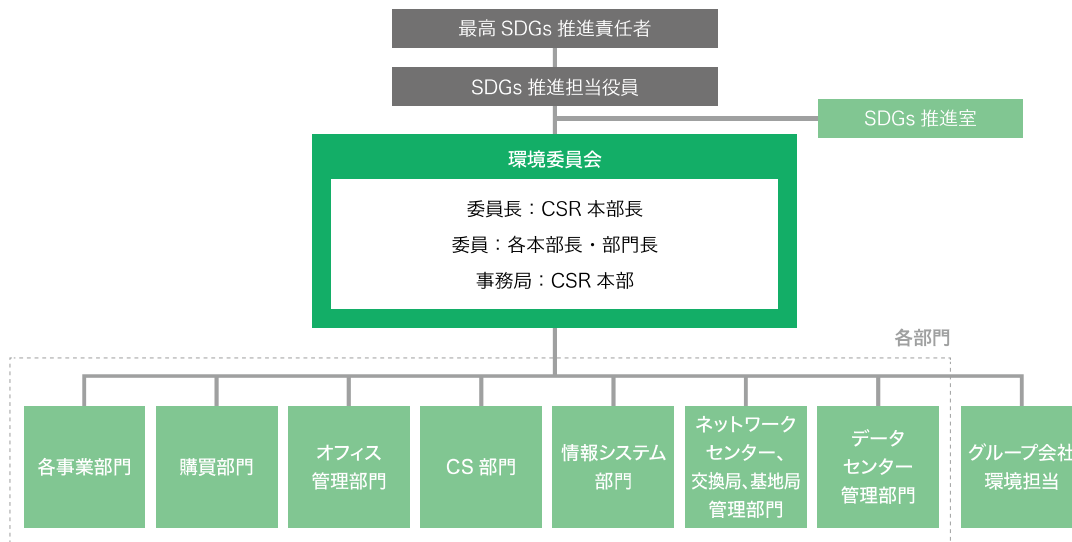 最高 SDGs 推進責任者
SDGs 推進担当役員
SDGs 推進室
環境委員会
委員長：CSR 本部長
委員：各本部長・部門長
事務局：CSR 本部
各部門
各事業部門
購買部門
オフィス
管理部門
CS 部門
情報システム
部門
ネットワーク
センター、
交換局、基地局
管理部門
データ
センター
管理部門
グループ会社
環境担当